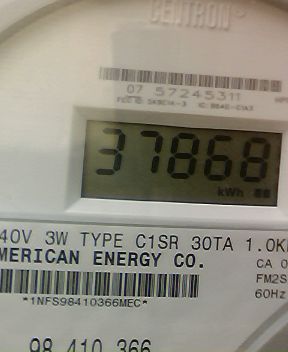 CENTRON
07 57245311
37868
kWh
40V 3W TYPE C1SR 30TA 1.0K
MERICAN ENERGY CO.
CA 0
FM2S
*1NFS98410366MEC*
60Hz
98 410 366